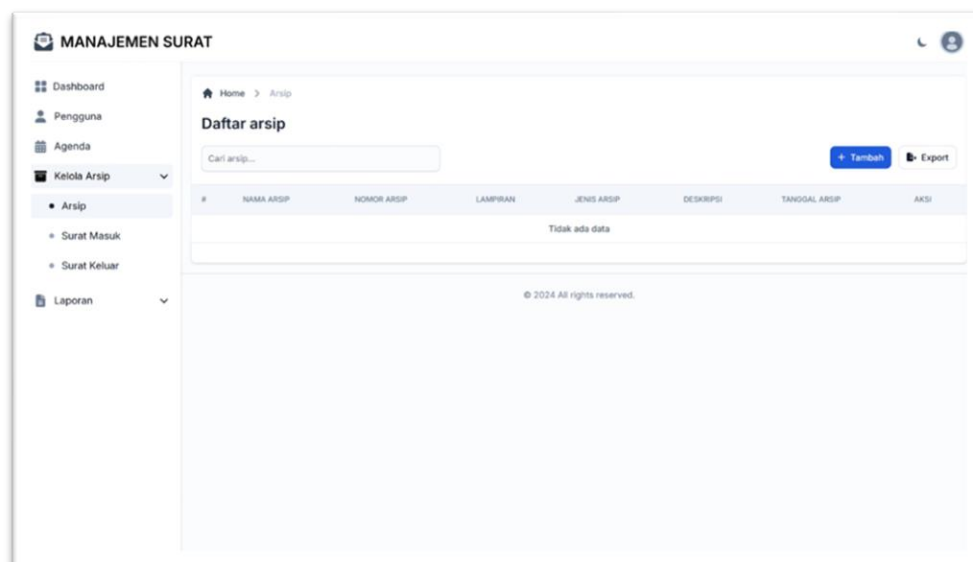 MANAJEMEN SURAT
Dashboard
Pengguna
Agenda
Kelola Arsip
Arsip
Surat Masuk
Surat Keluar
Laporan
Home > Arsip
Daftar arsip
Cari arsip...
+ Tambah Export
# NAMA ARSIP NOMOR ARSIP LAMPIRAN JENIS ARSIP DESKRIPSI TANGGAL ARSIP AKSI
Tidak ada data
© 2024 All rights reserved.